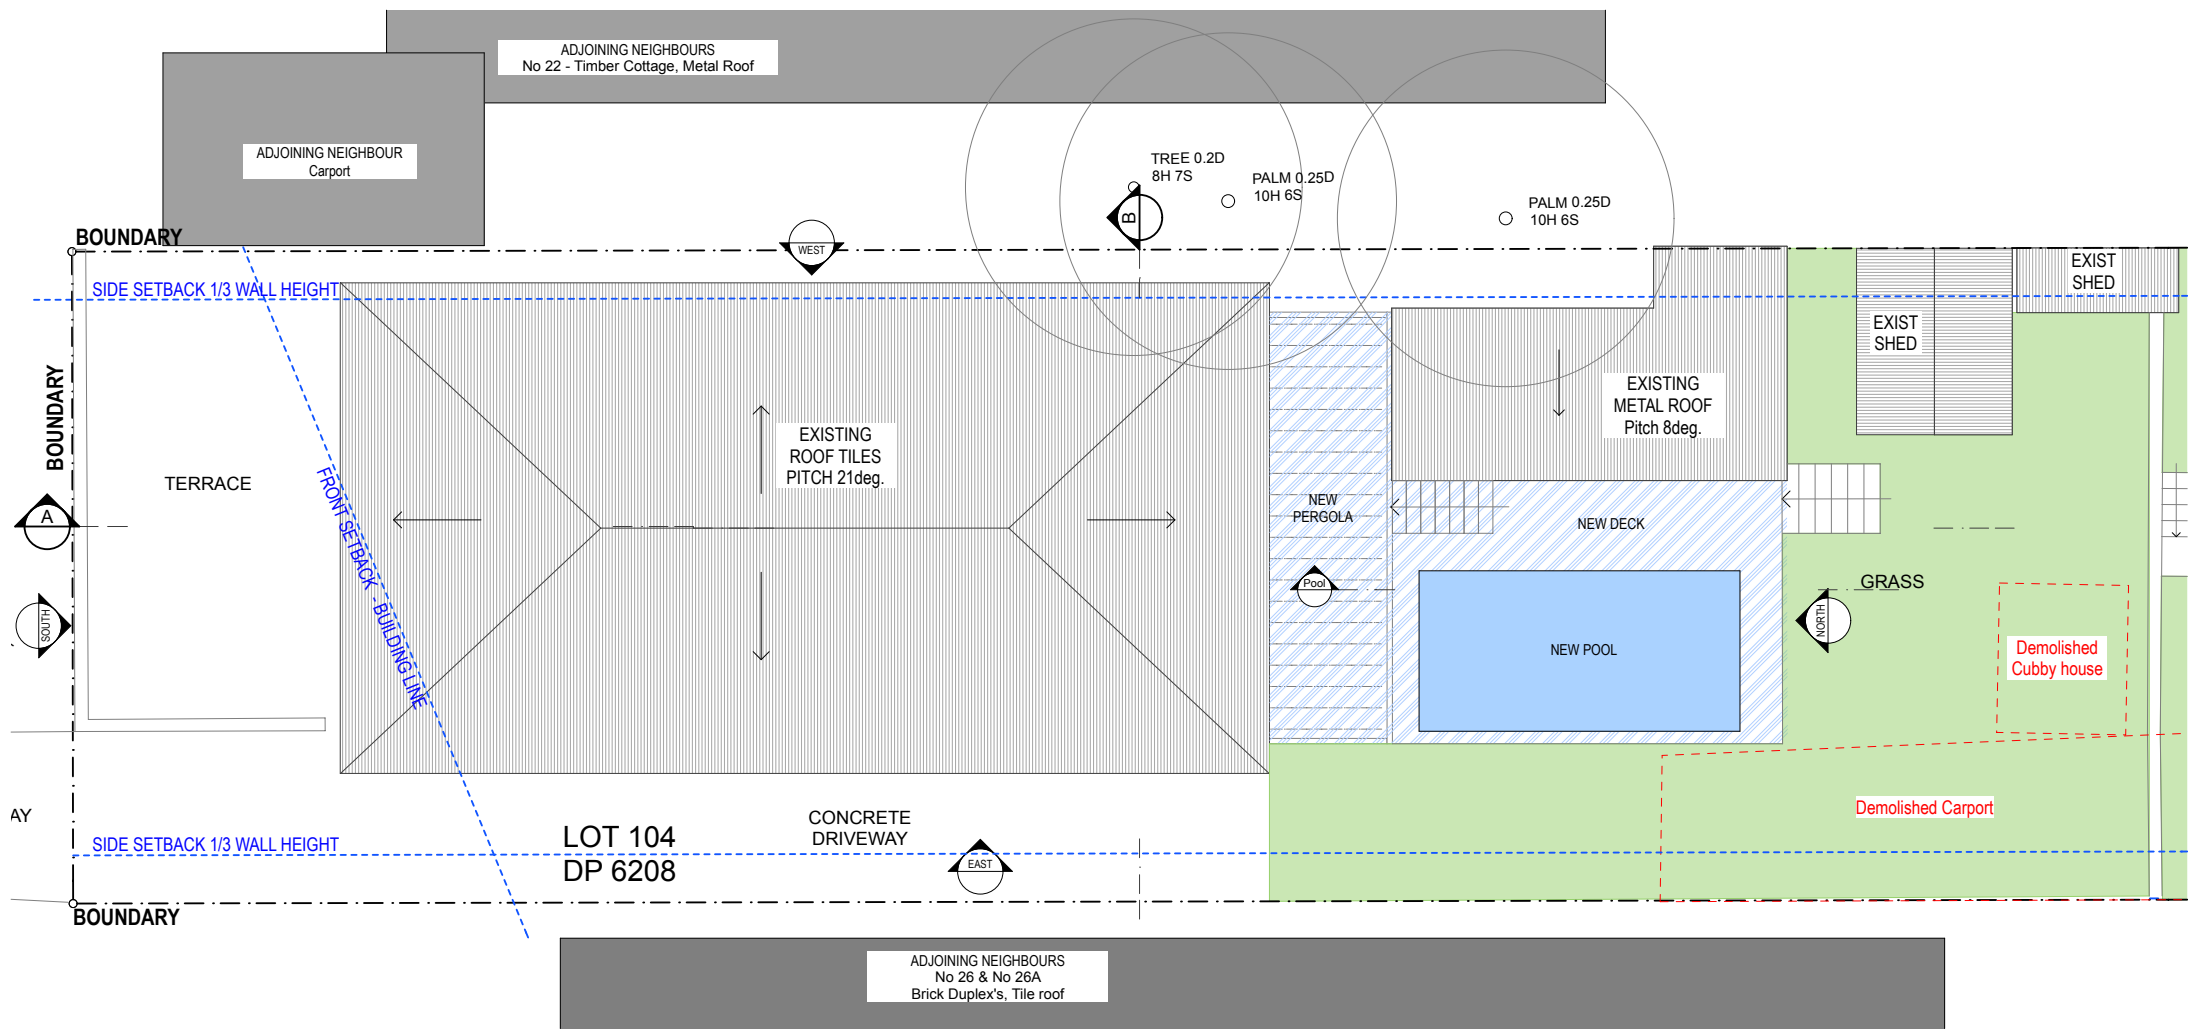 ADJOINING NEIGHBOURS
No 22 - Timber Cottage, Metal Roof
ADJOINING NEIGHBOUR
Carport
TREE 0.2D
8H 7S
PALM 0.25D
10H 6S
PALM 0.25D
10H 6S
B
BOUNDARY
WEST
SIDE SETBACK 1/3 WALL HEIGHT
EXIST
SHED
EXIST
SHED
BOUNDARY
EXISTING
METAL ROOF
Pitch 8deg.
EXISTING
ROOF TILES
PITCH 21deg.
TERRACE
FRONT SETBACK - BUILDING LINE
A
NEW
PERGOLA
NEW DECK
Pool
GRASS
SOUTH
NORTH
NEW POOL
Demolished
Cubby house
Demolished Carport
AY
CONCRETE
DRIVEWAY
LOT 104
DP 6208
SIDE SETBACK 1/3 WALL HEIGHT
EAST
BOUNDARY
ADJOINING NEIGHBOURS
No 26 & No 26A
Brick Duplex's, Tile roof